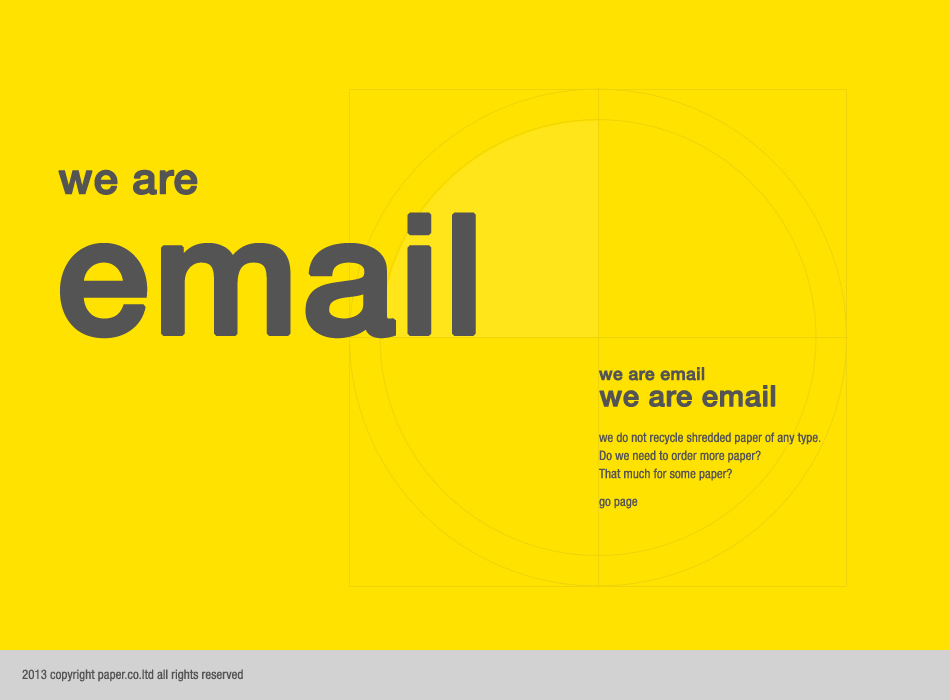 we are
email
we are email
we are email
we do not recycle shredded paper of any type.
Do we need to order more paper?
That much for some paper?
go page
2013 copyright paper.co.ltd all rights reserved